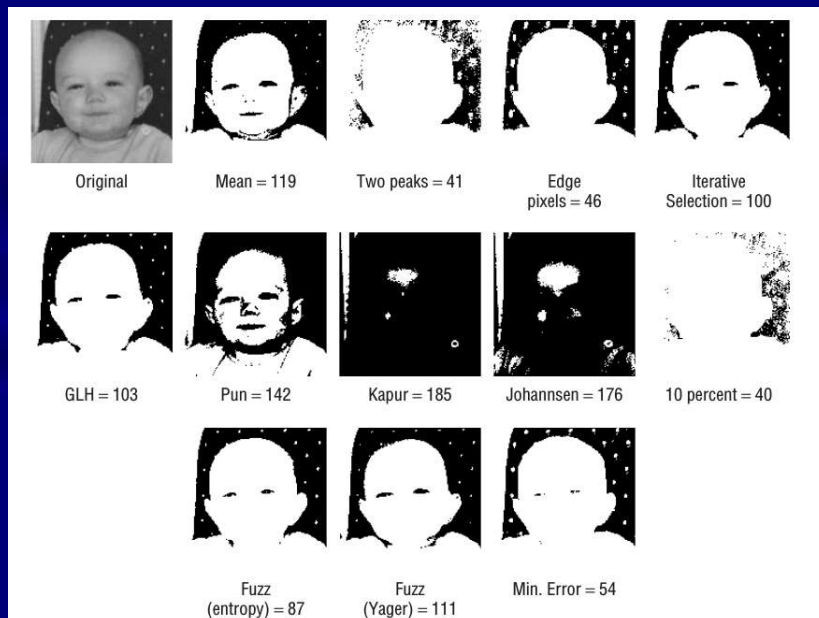 Original
Mean = 119
Two peaks = 41
Edge
pixels = 46
Iterative
Selection = 100
GLH = 103
Pun = 142
Kapur = 185
Johannsen = 176
10 percent = 40
Fuzz
(entropy) = 87
Fuzz
(Yager) = 111
Min. Error = 54